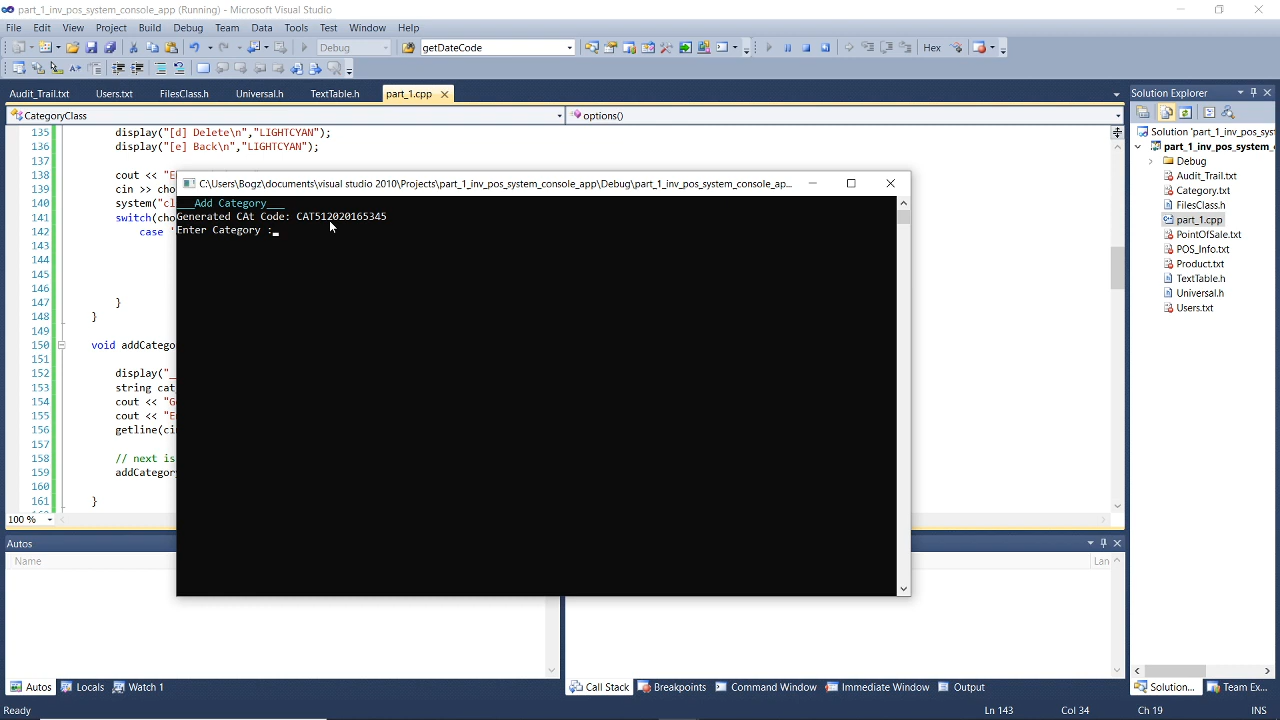 part_1_inv_pos_system_console_app (Running) - Microsoft Visual Studio
File Edit View Project Build Debug Team Data Tools Test Window Help
Debug getDateCode Hex
Audit_Trail.txt Users.txt FilesClass.h Universal.h TextTable.h part_1.cpp
CategoryClass options()
135 display("[d] Delete\n","LIGHTCYAN");
136 display("[e] Back\n","LIGHTCYAN");
137
138 cout << "E
139 cin >> cho
140 system("cl
141 switch(cho
142 case '
143
144
145
146
147 }
148 }
149
150 void addCatego
151
152 display("_
153 string cat
154 cout << "G
155 cout << "E
156 getline(ci
157
158 // next is
159 addCategory
160
161 }
100 %
C:\Users\Bogz\documents\visual studio 2010\Projects\part_1_inv_pos_system_console_app\Debug\part_1_inv_pos_system_console_ap...
___Add Category___
Generated CAt Code: CAT512020165345
Enter Category :_
Solution Explorer
Solution 'part_1_inv_pos_sys
part_1_inv_pos_system_
Debug
Audit_Trail.txt
Category.txt
FilesClass.h
part_1.cpp
PointOfSale.txt
POS_Info.txt
Product.txt
TextTable.h
Universal.h
Users.txt
Autos
Name Lan
Autos Locals Watch 1 Call Stack Breakpoints Command Window Immediate Window Output Solution... Team Ex...
Ready Ln 143 Col 34 Ch 19 INS